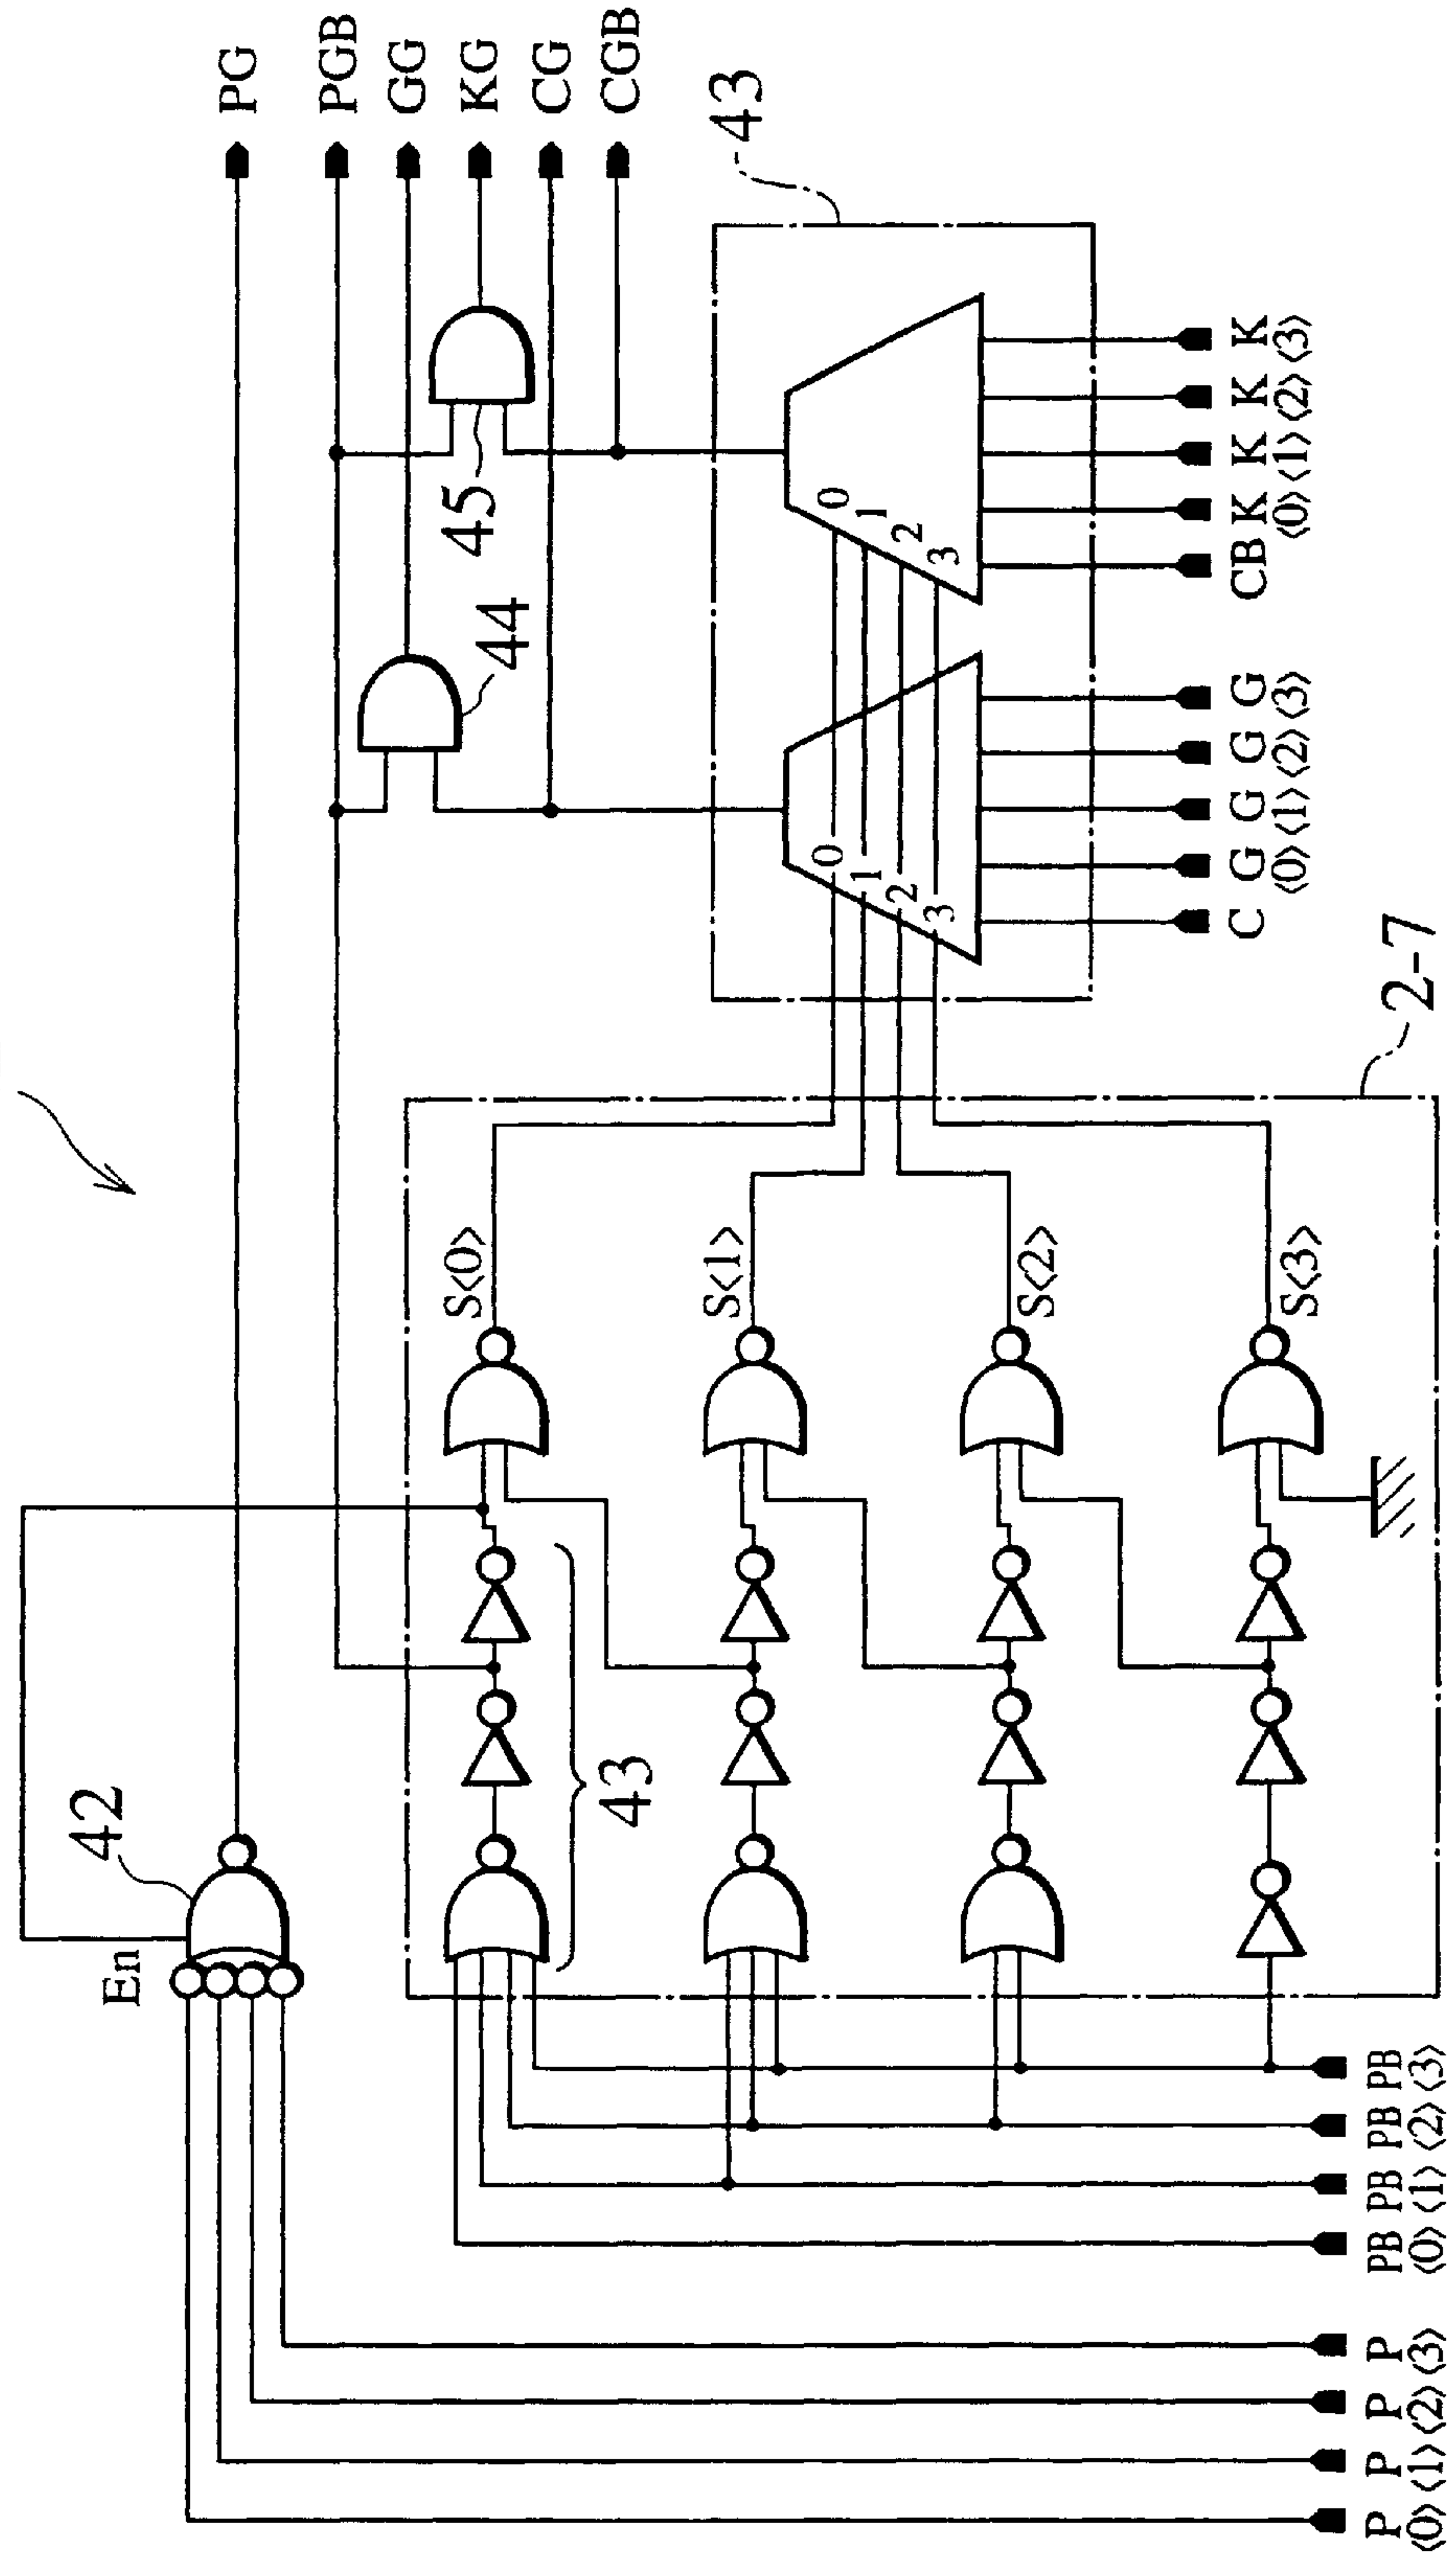 PG
PGB
GG
KG
CG
CGB
42
En
43
45
44
43
0
1
2
3
0
1
2
3
S⟨0⟩
S⟨1⟩
S⟨2⟩
S⟨3⟩
43
2-7
P P P P PB PB PB PB
⟨0⟩ ⟨1⟩ ⟨2⟩ ⟨3⟩ ⟨0⟩ ⟨1⟩ ⟨2⟩ ⟨3⟩
C G G G G CB K K K K
⟨0⟩ ⟨1⟩ ⟨2⟩ ⟨3⟩ ⟨0⟩ ⟨1⟩ ⟨2⟩ ⟨3⟩